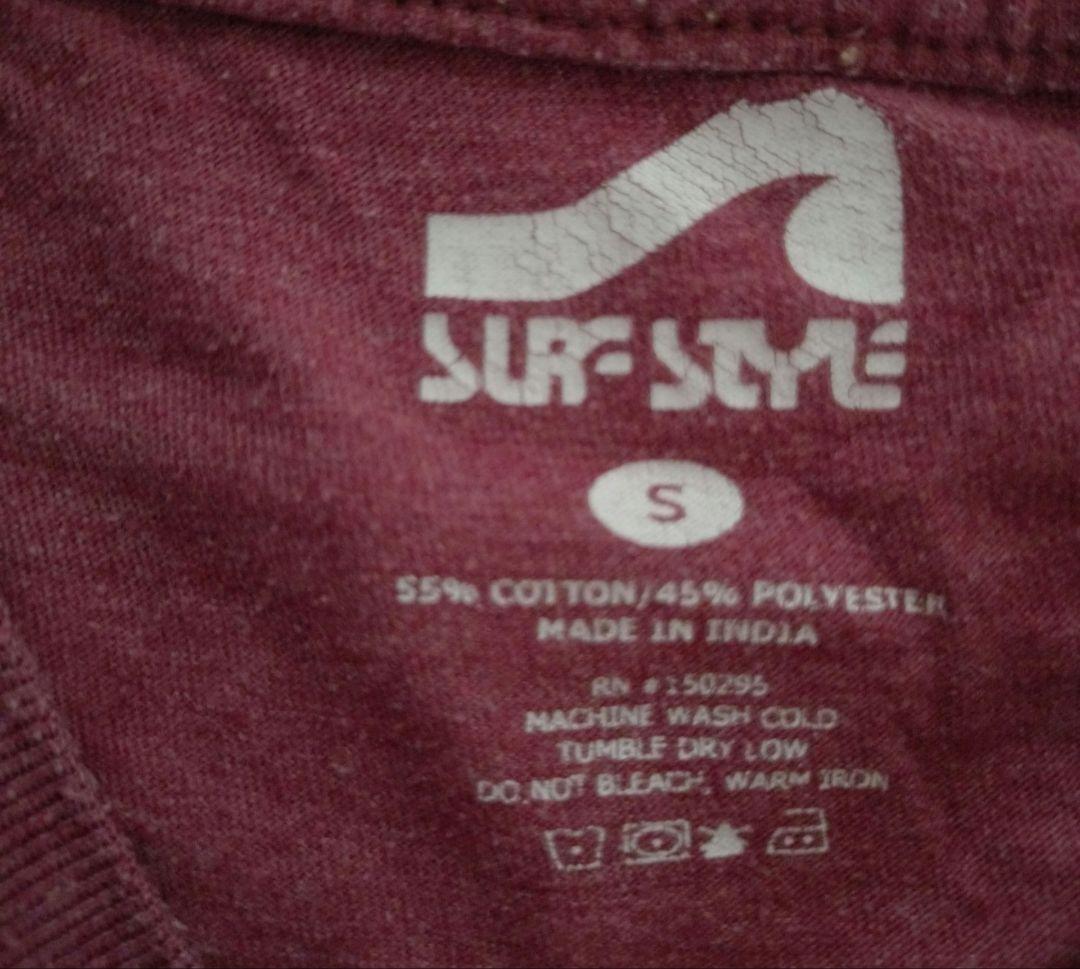 SURF STYLE
S
55% COTTON/45% POLYESTER
MADE IN INDIA
RN #150295
MACHINE WASH COLD
TUMBLE DRY LOW
DO NOT BLEACH, WARM IRON